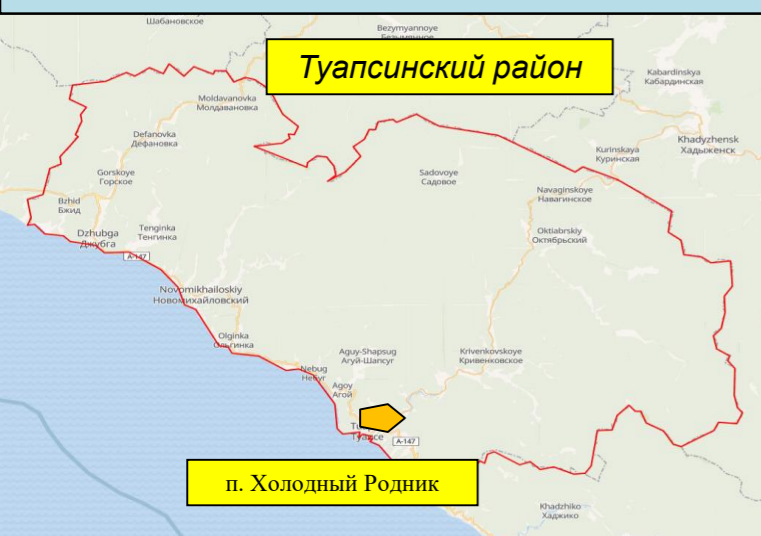 Шабановское
Bezymyannoye
Туапсинский район
Kabardinskya
Кабардинская
Moldavanovka
Молдавановка
Defanovka
Дефановка
Khadyzhensk
Хадыженск
Kurinskaya
Куринская
Gorskoye
Горское
Sadovoye
Садовое
Navaginskoye
Навагинское
Bzhid
Бжид
Tenginka
Тенгинка
Dzhubga
Джубга
Oktiabrskiy
Октябрьский
A-147
Novomikhailoskiy
Новомихайловский
Olginka
Ольгинка
Aguy-Shapsug
Агуй-Шапсуг
Krivenkovskoye
Кривенковское
Nebug
Небуг
Agoy
Агой
Туапсе
A-147
п. Холодный Родник
Khadzhiko
Хаджико